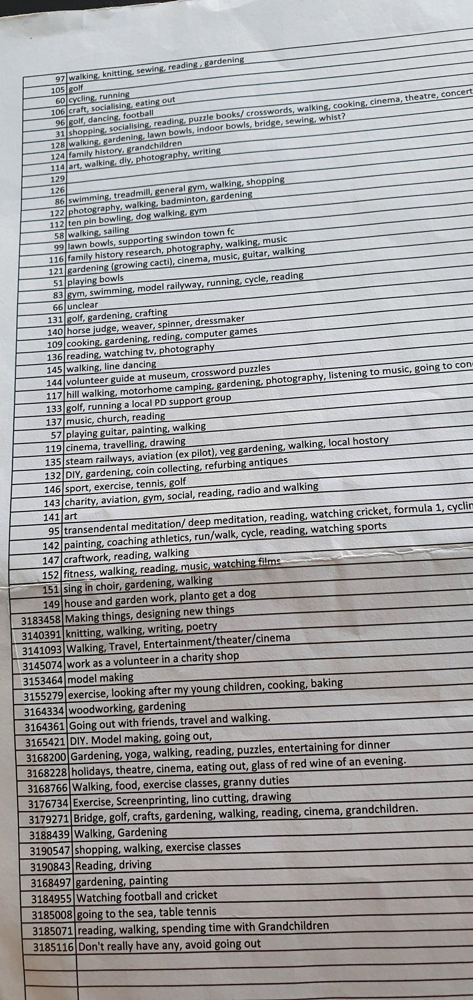 97 walking, knitting, sewing, reading , gardening
105 golf
60 cycling, running
106 craft, socialising, eating out
96 golf, dancing, football
31 shopping, socialising, reading, puzzle books/ crosswords, walking, cooking, cinema, theatre, concert
128 walking, gardening, lawn bowls, indoor bowls, bridge, sewing, whist?
124 family history, grandchildren
114 art, walking, diy, photography, writing
129
126
86 swimming, treadmill, general gym, walking, shopping
122 photography, walking, badminton, gardening
112 ten pin bowling, dog walking, gym
58 walking, sailing
99 lawn bowls, supporting swindon town fc
116 family history research, photography, walking, music
121 gardening (growing cacti), cinema, music, guitar, walking
51 playing bowls
83 gym, swimming, model railyway, running, cycle, reading
66 unclear
131 golf, gardening, crafting
140 horse judge, weaver, spinner, dressmaker
109 cooking, gardening, reding, computer games
136 reading, watching tv, photography
145 walking, line dancing
144 volunteer guide at museum, crossword puzzles
117 hill walking, motorhome camping, gardening, photography, listening to music, going to con
133 golf, running a local PD support group
137 music, church, reading
57 playing guitar, painting, walking
119 cinema, travelling, drawing
135 steam railways, aviation (ex pilot), veg gardening, walking, local hostory
132 DIY, gardening, coin collecting, refurbing antiques
146 sport, exercise, tennis, golf
143 charity, aviation, gym, social, reading, radio and walking
141 art
95 transendental meditation/ deep meditation, reading, watching cricket, formula 1, cyclin
142 painting, coaching athletics, run/walk, cycle, reading, watching sports
147 craftwork, reading, walking
152 fitness, walking, reading, music, watching films
151 sing in choir, gardening, walking
149 house and garden work, planto get a dog
3183458 Making things, designing new things
3140391 knitting, walking, writing, poetry
3141093 Walking, Travel, Entertainment/theater/cinema
3145074 work as a volunteer in a charity shop
3153464 model making
3155279 exercise, looking after my young children, cooking, baking
3164334 woodworking, gardening
3164361 Going out with friends, travel and walking.
3165421 DIY. Model making, going out,
3168200 Gardening, yoga, walking, reading, puzzles, entertaining for dinner
3168228 holidays, theatre, cinema, eating out, glass of red wine of an evening.
3168766 Walking, food, exercise classes, granny duties
3176734 Exercise, Screenprinting, lino cutting, drawing
3179271 Bridge, golf, crafts, gardening, walking, reading, cinema, grandchildren.
3188439 Walking, Gardening
3190547 shopping, walking, exercise classes
3190843 Reading, driving
3168497 gardening, painting
3184955 Watching football and cricket
3185008 going to the sea, table tennis
3185071 reading, walking, spending time with Grandchildren
3185116 Don't really have any, avoid going out